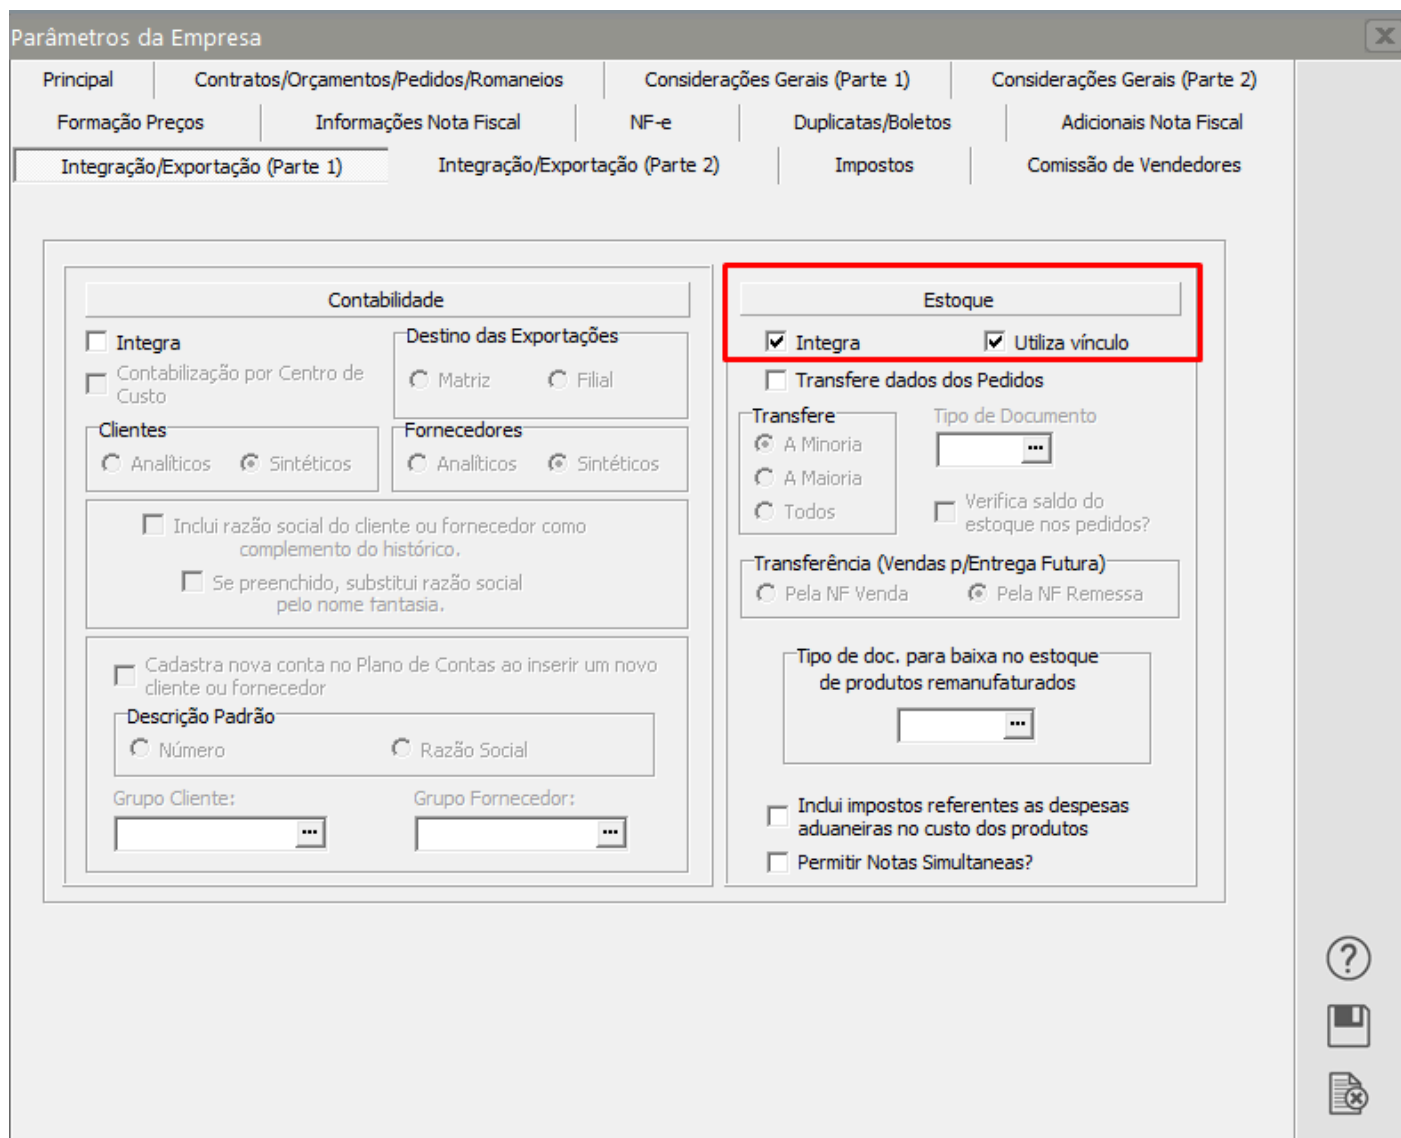 Parâmetros da Empresa
Principal
Contratos/Orçamentos/Pedidos/Romaneios
Considerações Gerais (Parte 1)
Considerações Gerais (Parte 2)
Formação Preços
Informações Nota Fiscal
NF-e
Duplicatas/Boletos
Adicionais Nota Fiscal
Integração/Exportação (Parte 1)
Integração/Exportação (Parte 2)
Impostos
Comissão de Vendedores
Contabilidade
Integra
Contabilização por Centro de
Custo
Destino das Exportações
Matriz
Filial
Clientes
Analíticos
Sintéticos
Fornecedores
Analíticos
Sintéticos
Inclui razão social do cliente ou fornecedor como
complemento do histórico.
Se preenchido, substitui razão social
pelo nome fantasia.
Cadastra nova conta no Plano de Contas ao inserir um novo
cliente ou fornecedor
Descrição Padrão
Número
Razão Social
Grupo Cliente:
...
Grupo Fornecedor:
...
Estoque
Integra
Utiliza vínculo
Transfere dados dos Pedidos
Transfere
A Minoria
A Maioria
Todos
Tipo de Documento
...
Verifica saldo do
estoque nos pedidos?
Transferência (Vendas p/Entrega Futura)
Pela NF Venda
Pela NF Remessa
Tipo de doc. para baixa no estoque
de produtos remanufaturados
...
Inclui impostos referentes as despesas
aduaneiras no custo dos produtos
Permitir Notas Simultaneas?